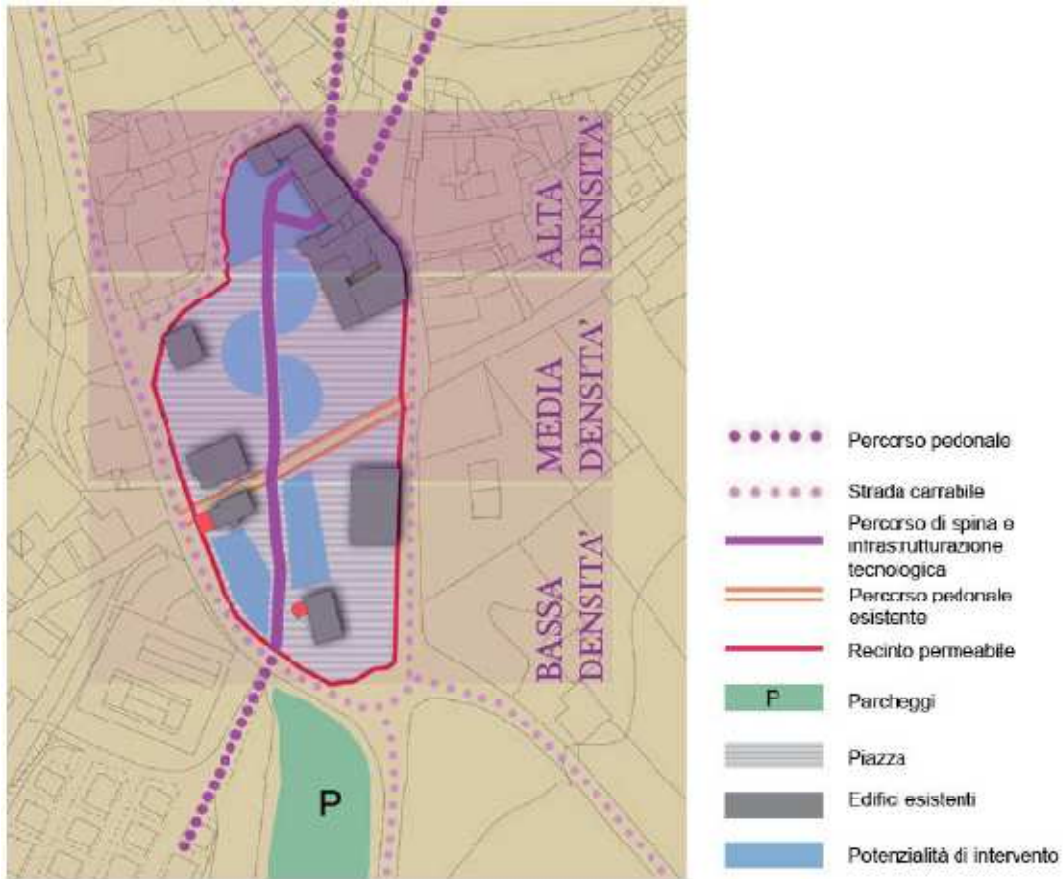 ALTA
DENSITA'
MEDIA
DENSITA'
BASSA
DENSITA'
P
Percorso pedonale
Strada carrabile
Percorso di spina e
infrastrutturazione
tecnologica
Percorso pedonale
esistente
Recinto permeabile
P
Parcheggi
Piazza
Edifici esistenti
Potenzialità di intervento